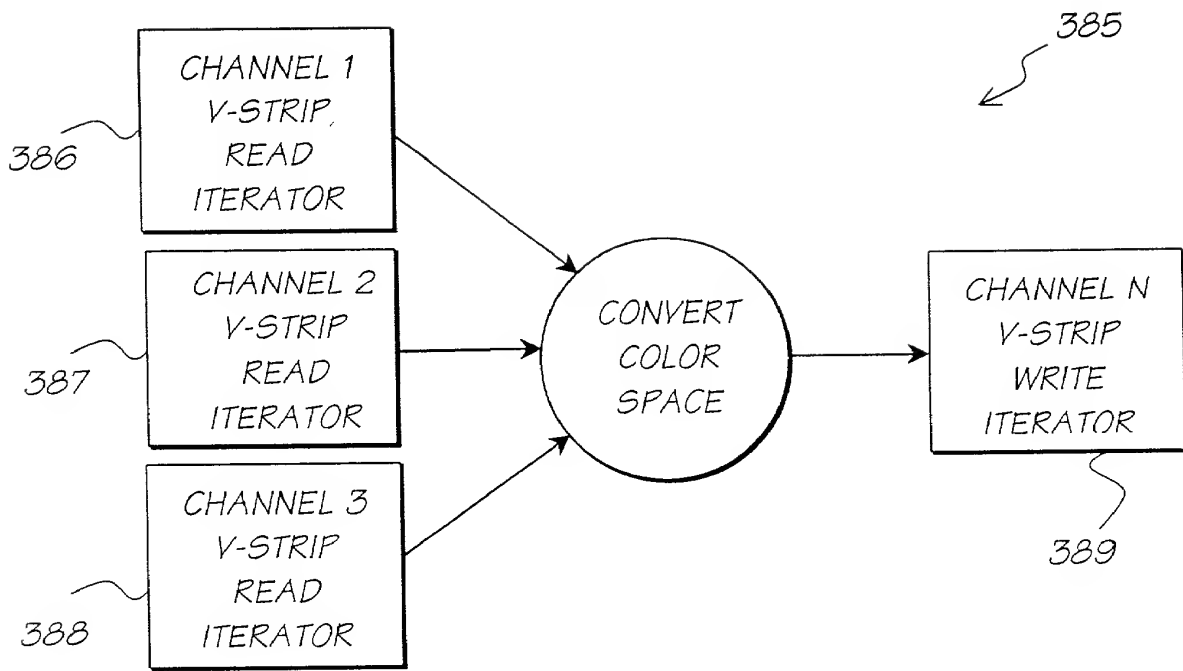 385
CHANNEL 1
V-STRIP
READ
ITERATOR
386
CHANNEL 2
V-STRIP
READ
ITERATOR
387
CHANNEL 3
V-STRIP
READ
ITERATOR
388
CONVERT
COLOR
SPACE
CHANNEL N
V-STRIP
WRITE
ITERATOR
389